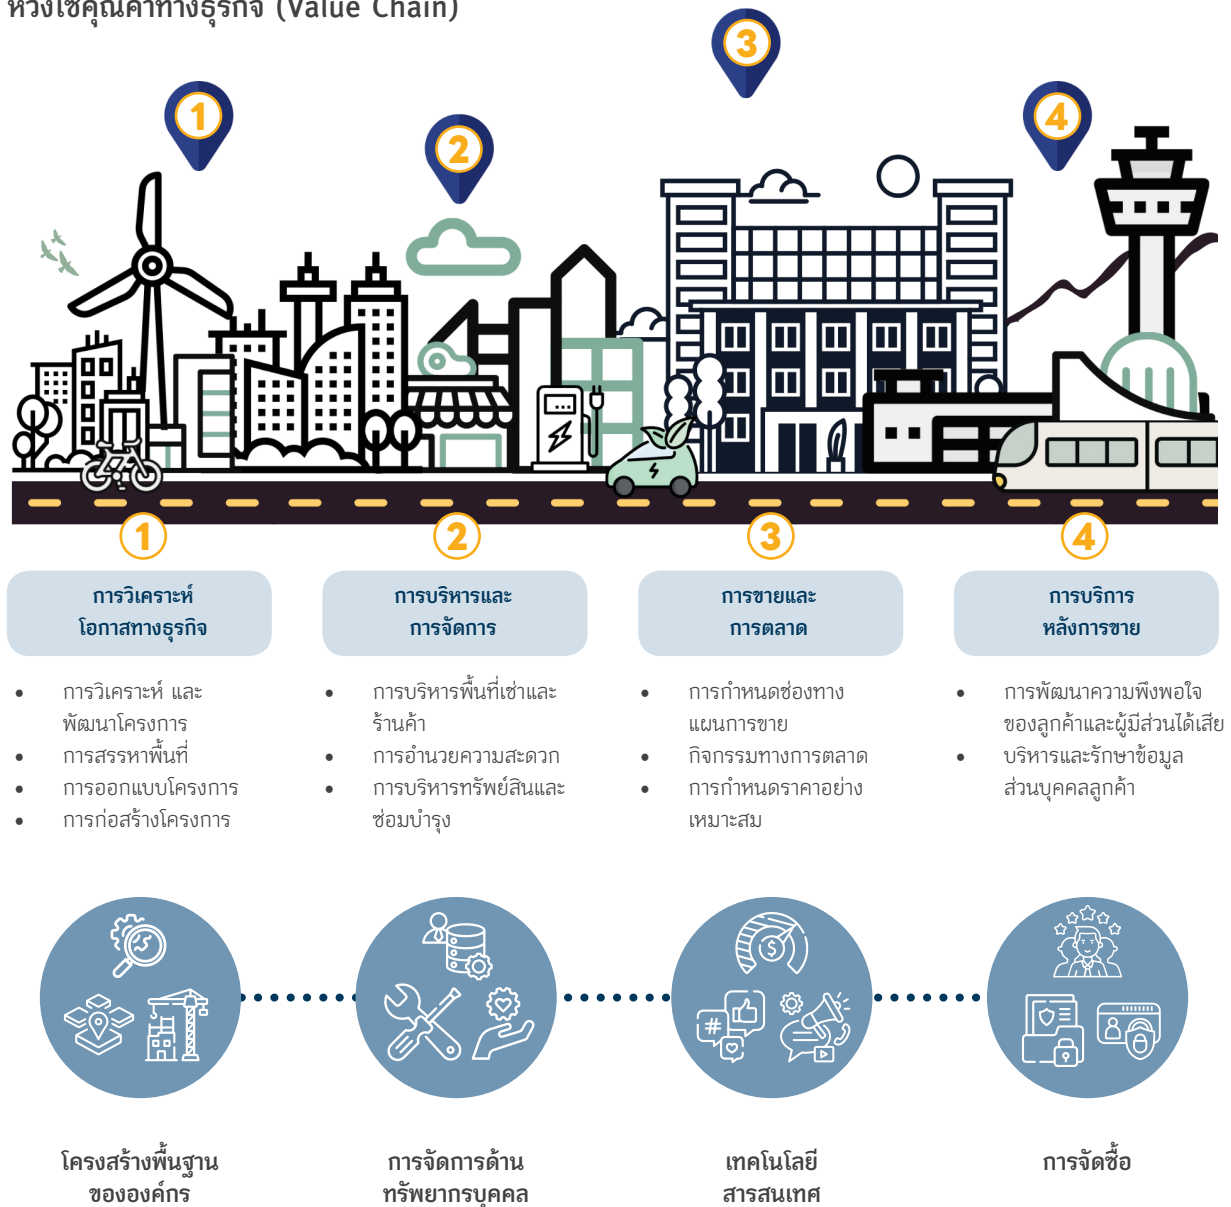 ห่วงโซ่คุณค่าทางธุรกิจ (Value Chain)
3
1
4
2
1
2
3
4
การวิเคราะห์
โอกาสทางธุรกิจ
การบริหารและ
การจัดการ
การขายและ
การตลาด
การบริการ
หลังการขาย
• การวิเคราะห์ และ
พัฒนาโครงการ
• การสรรหาพื้นที่
• การออกแบบโครงการ
• การก่อสร้างโครงการ
• การบริหารพื้นที่เช่าและ
ร้านค้า
• การอำนวยความสะดวก
• การบริหารทรัพย์สินและ
ซ่อมบำรุง
• การกำหนดช่องทาง
แผนการขาย
• กิจกรรมทางการตลาด
• การกำหนดราคาอย่าง
เหมาะสม
• การพัฒนาความพึงพอใจ
ของลูกค้าและผู้มีส่วนได้เสีย
• บริหารและรักษาข้อมูล
ส่วนบุคคลลูกค้า
$
#
โครงสร้างพื้นฐาน
ขององค์กร
การจัดการด้าน
ทรัพยากรบุคคล
เทคโนโลยี
สารสนเทศ
การจัดซื้อ